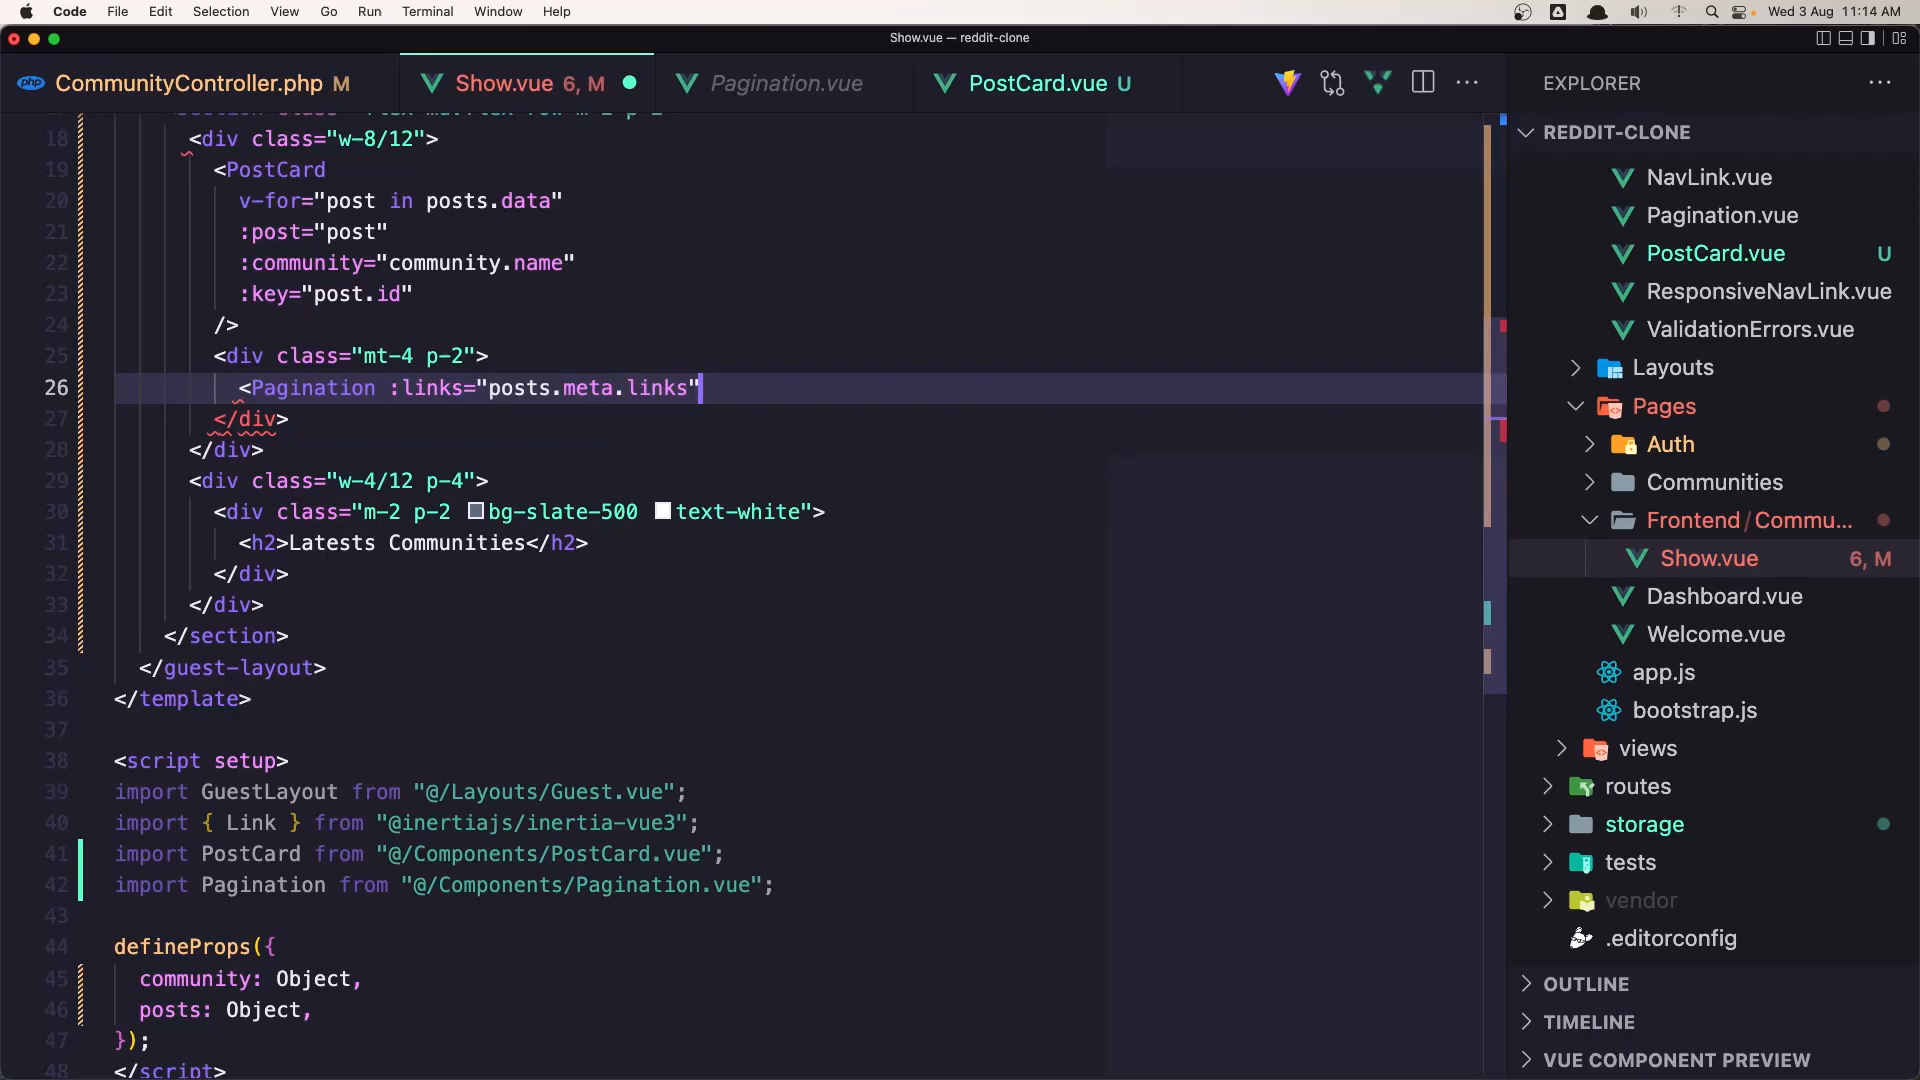 Code File Edit Selection View Go Run Terminal Window Help
Wed 3 Aug 11:14 AM
Show.vue — reddit-clone
php CommunityController.php M
Show.vue 6, M
Pagination.vue
PostCard.vue U
18 <div class="w-8/12">
19 <PostCard
20 v-for="post in posts.data"
21 :post="post"
22 :community="community.name"
23 :key="post.id"
24 />
25 <div class="mt-4 p-2">
26 <Pagination :links="posts.meta.links"
27 </div>
28 </div>
29 <div class="w-4/12 p-4">
30 <div class="m-2 p-2 bg-slate-500 text-white">
31 <h2>Latests Communities</h2>
32 </div>
33 </div>
34 </section>
35 </guest-layout>
36 </template>
37
38 <script setup>
39 import GuestLayout from "@/Layouts/Guest.vue";
40 import { Link } from "@inertiajs/inertia-vue3";
41 import PostCard from "@/Components/PostCard.vue";
42 import Pagination from "@/Components/Pagination.vue";
43
44 defineProps({
45 community: Object,
46 posts: Object,
47 });
48 </script>
EXPLORER
REDDIT-CLONE
NavLink.vue
Pagination.vue
PostCard.vue U
ResponsiveNavLink.vue
ValidationErrors.vue
Layouts
Pages
Auth
Communities
Frontend/Commu...
Show.vue 6, M
Dashboard.vue
Welcome.vue
app.js
bootstrap.js
views
routes
storage
tests
vendor
.editorconfig
OUTLINE
TIMELINE
VUE COMPONENT PREVIEW